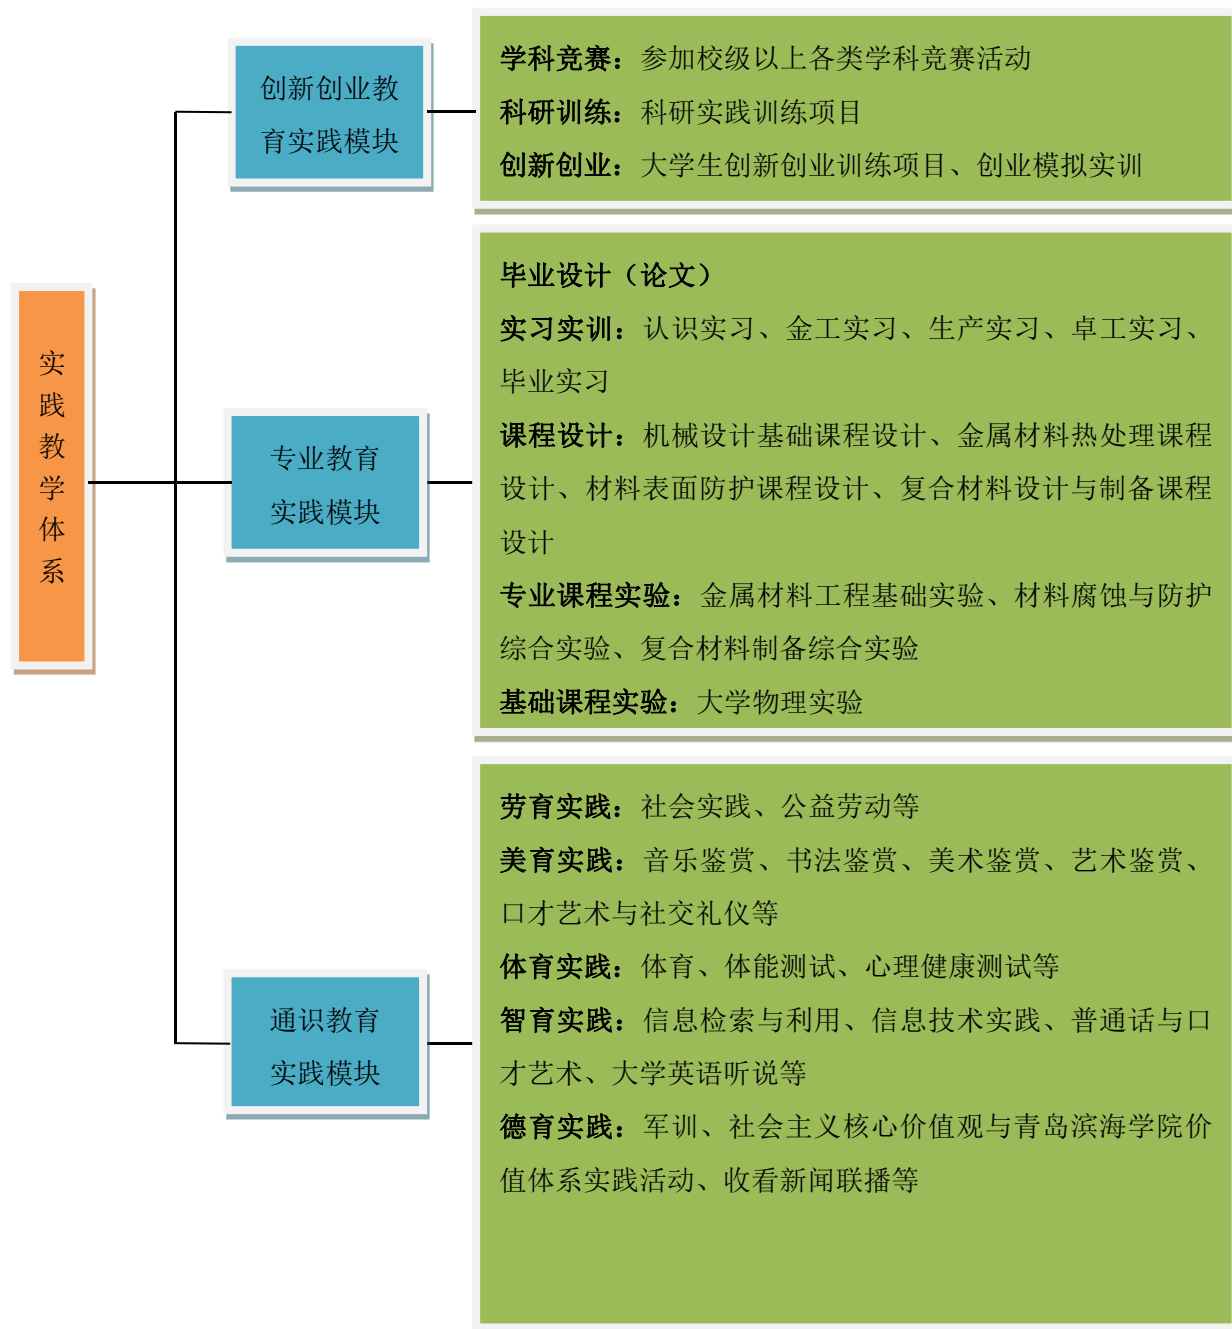 实
践
教
学
体
系
创新创业教
育实践模块
学科竞赛：参加校级以上各类学科竞赛活动
科研训练：科研实践训练项目
创新创业：大学生创新创业训练项目、创业模拟实训
专业教育
实践模块
毕业设计（论文）
实习实训：认识实习、金工实习、生产实习、卓工实习、
毕业实习
课程设计：机械设计基础课程设计、金属材料热处理课程
设计、材料表面防护课程设计、复合材料设计与制备课程
设计
专业课程实验：金属材料工程基础实验、材料腐蚀与防护
综合实验、复合材料制备综合实验
基础课程实验：大学物理实验
通识教育
实践模块
劳育实践：社会实践、公益劳动等
美育实践：音乐鉴赏、书法鉴赏、美术鉴赏、艺术鉴赏、
口才艺术与社交礼仪等
体育实践：体育、体能测试、心理健康测试等
智育实践：信息检索与利用、信息技术实践、普通话与口
才艺术、大学英语听说等
德育实践：军训、社会主义核心价值观与青岛滨海学院价
值体系实践活动、收看新闻联播等